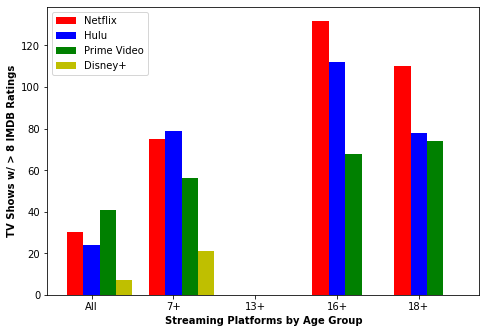 Netflix
Hulu
Prime Video
Disney+
TV Shows w/ > 8 IMDB Ratings
120
100
80
60
40
20
0
All 7+ 13+ 16+ 18+
Streaming Platforms by Age Group